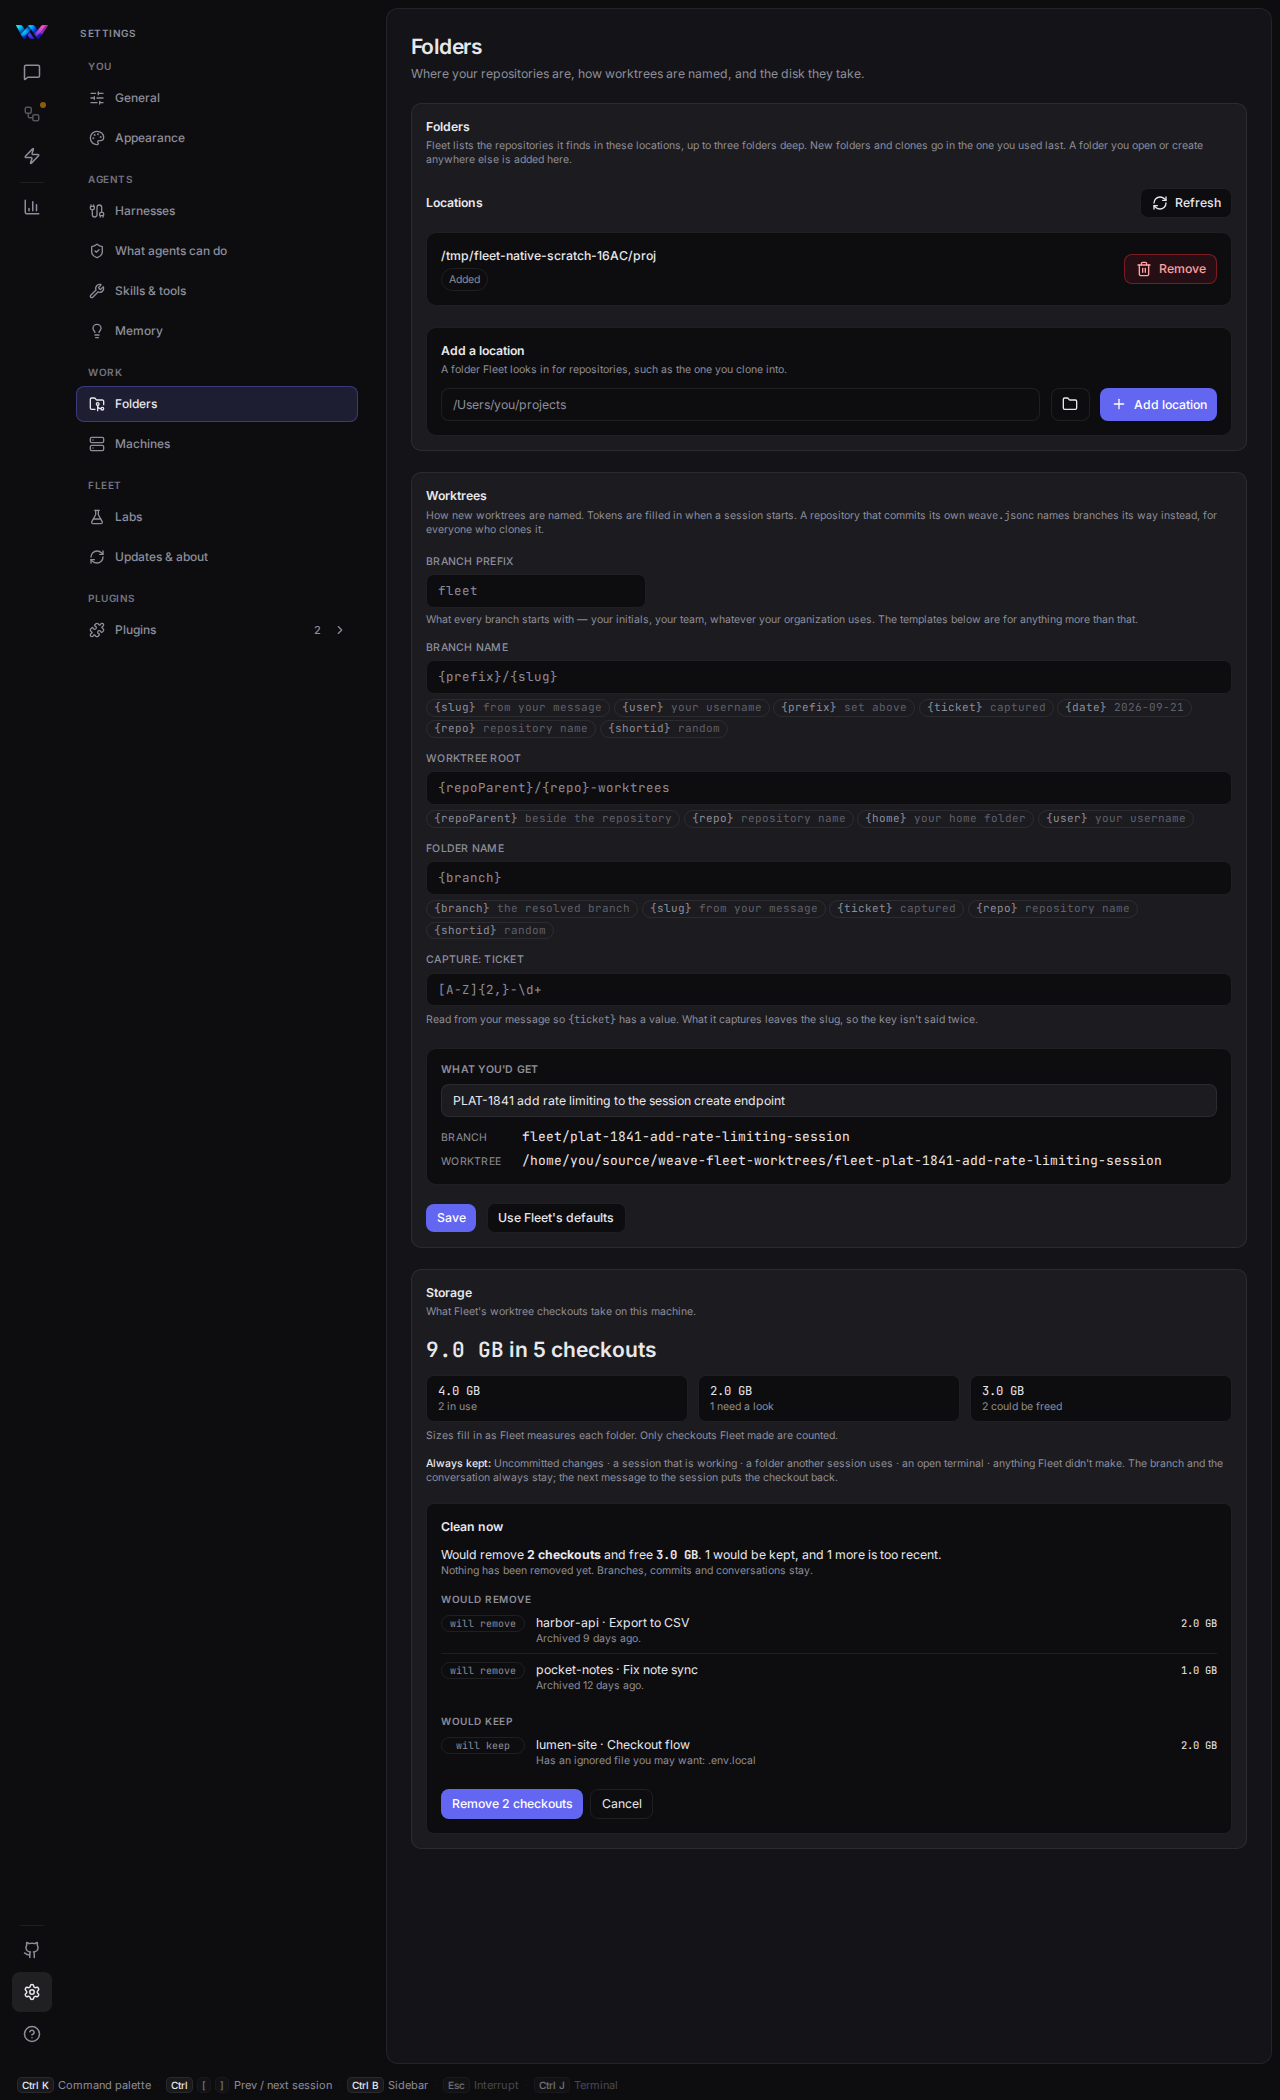 SETTINGS
YOU
General
Appearance
AGENTS
Harnesses
What agents can do
Skills & tools
Memory
WORK
Folders
Machines
FLEET
Labs
Updates & about
PLUGINS
Plugins 2
Folders
Where your repositories are, how worktrees are named, and the disk they take.
Folders
Fleet lists the repositories it finds in these locations, up to three folders deep. New folders and clones go in the one you used last. A folder you open or create
anywhere else is added here.
Locations
Refresh
/tmp/fleet-native-scratch-16AC/proj
Added
Remove
Add a location
A folder Fleet looks in for repositories, such as the one you clone into.
/Users/you/projects
Add location
Worktrees
How new worktrees are named. Tokens are filled in when a session starts. A repository that commits its own weave.jsonc names branches its way instead, for
everyone who clones it.
BRANCH PREFIX
fleet
What every branch starts with — your initials, your team, whatever your organization uses. The templates below are for anything more than that.
BRANCH NAME
{prefix}/{slug}
{slug} from your message {user} your username {prefix} set above {ticket} captured {date} 2026-09-21
{repo} repository name {shortid} random
WORKTREE ROOT
{repoParent}/{repo}-worktrees
{repoParent} beside the repository {repo} repository name {home} your home folder {user} your username
FOLDER NAME
{branch}
{branch} the resolved branch {slug} from your message {ticket} captured {repo} repository name
{shortid} random
CAPTURE: TICKET
[A-Z]{2,}-\d+
Read from your message so {ticket} has a value. What it captures leaves the slug, so the key isn't said twice.
WHAT YOU'D GET
PLAT-1841 add rate limiting to the session create endpoint
BRANCH fleet/plat-1841-add-rate-limiting-session
WORKTREE /home/you/source/weave-fleet-worktrees/fleet-plat-1841-add-rate-limiting-session
Save
Use Fleet's defaults
Storage
What Fleet's worktree checkouts take on this machine.
9.0 GB in 5 checkouts
4.0 GB
2 in use
2.0 GB
1 need a look
3.0 GB
2 could be freed
Sizes fill in as Fleet measures each folder. Only checkouts Fleet made are counted.
Always kept: Uncommitted changes · a session that is working · a folder another session uses · an open terminal · anything Fleet didn't make. The branch and the
conversation always stay; the next message to the session puts the checkout back.
Clean now
Would remove 2 checkouts and free 3.0 GB. 1 would be kept, and 1 more is too recent.
Nothing has been removed yet. Branches, commits and conversations stay.
WOULD REMOVE
will remove harbor-api · Export to CSV 2.0 GB
Archived 9 days ago.
will remove pocket-notes · Fix note sync 1.0 GB
Archived 12 days ago.
WOULD KEEP
will keep lumen-site · Checkout flow 2.0 GB
Has an ignored file you may want: .env.local
Remove 2 checkouts
Cancel
Ctrl K Command palette Ctrl [ ] Prev / next session Ctrl B Sidebar Esc Interrupt Ctrl J Terminal